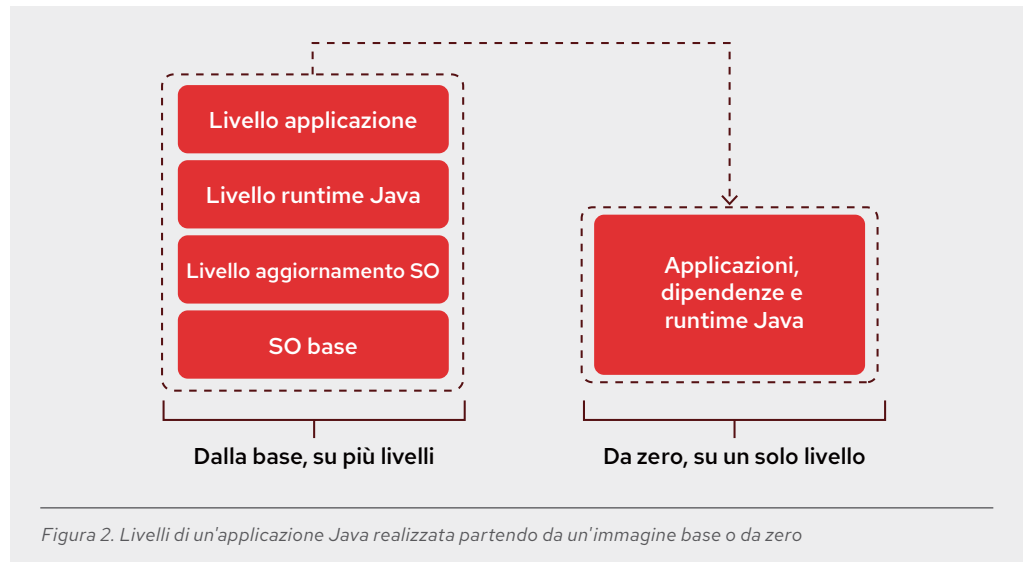 Livello applicazione
Livello runtime Java
Livello aggiornamento SO
SO base
Applicazioni,
dipendenze e
runtime Java
Dalla base, su più livelli
Da zero, su un solo livello
Figura 2. Livelli di un'applicazione Java realizzata partendo da un'immagine base o da zero